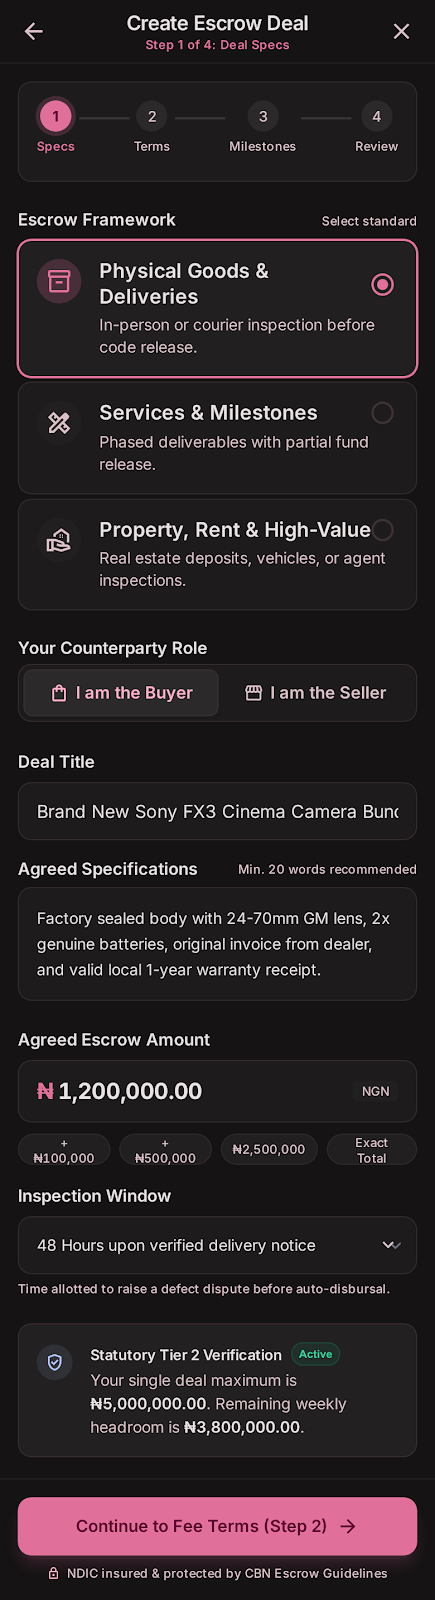 Create Escrow Deal
Step 1 of 4: Deal Specs
1
2
3
4
Specs
Terms
Milestones
Review
Escrow Framework
Select standard
Physical Goods &
Deliveries
In-person or courier inspection before
code release.
Services & Milestones
Phased deliverables with partial fund
release.
Property, Rent & High-Value
Real estate deposits, vehicles, or agent
inspections.
Your Counterparty Role
I am the Buyer
I am the Seller
Deal Title
Brand New Sony FX3 Cinema Camera Bund
Agreed Specifications
Min. 20 words recommended
Factory sealed body with 24-70mm GM lens, 2x
genuine batteries, original invoice from dealer,
and valid local 1-year warranty receipt.
Agreed Escrow Amount
₦ 1,200,000.00
NGN
+
₦100,000
+
₦500,000
₦2,500,000
Exact
Total
Inspection Window
48 Hours upon verified delivery notice
Time allotted to raise a defect dispute before auto-disbursal.
Statutory Tier 2 Verification
Active
Your single deal maximum is
₦5,000,000.00. Remaining weekly
headroom is ₦3,800,000.00.
Continue to Fee Terms (Step 2)
NDIC insured & protected by CBN Escrow Guidelines